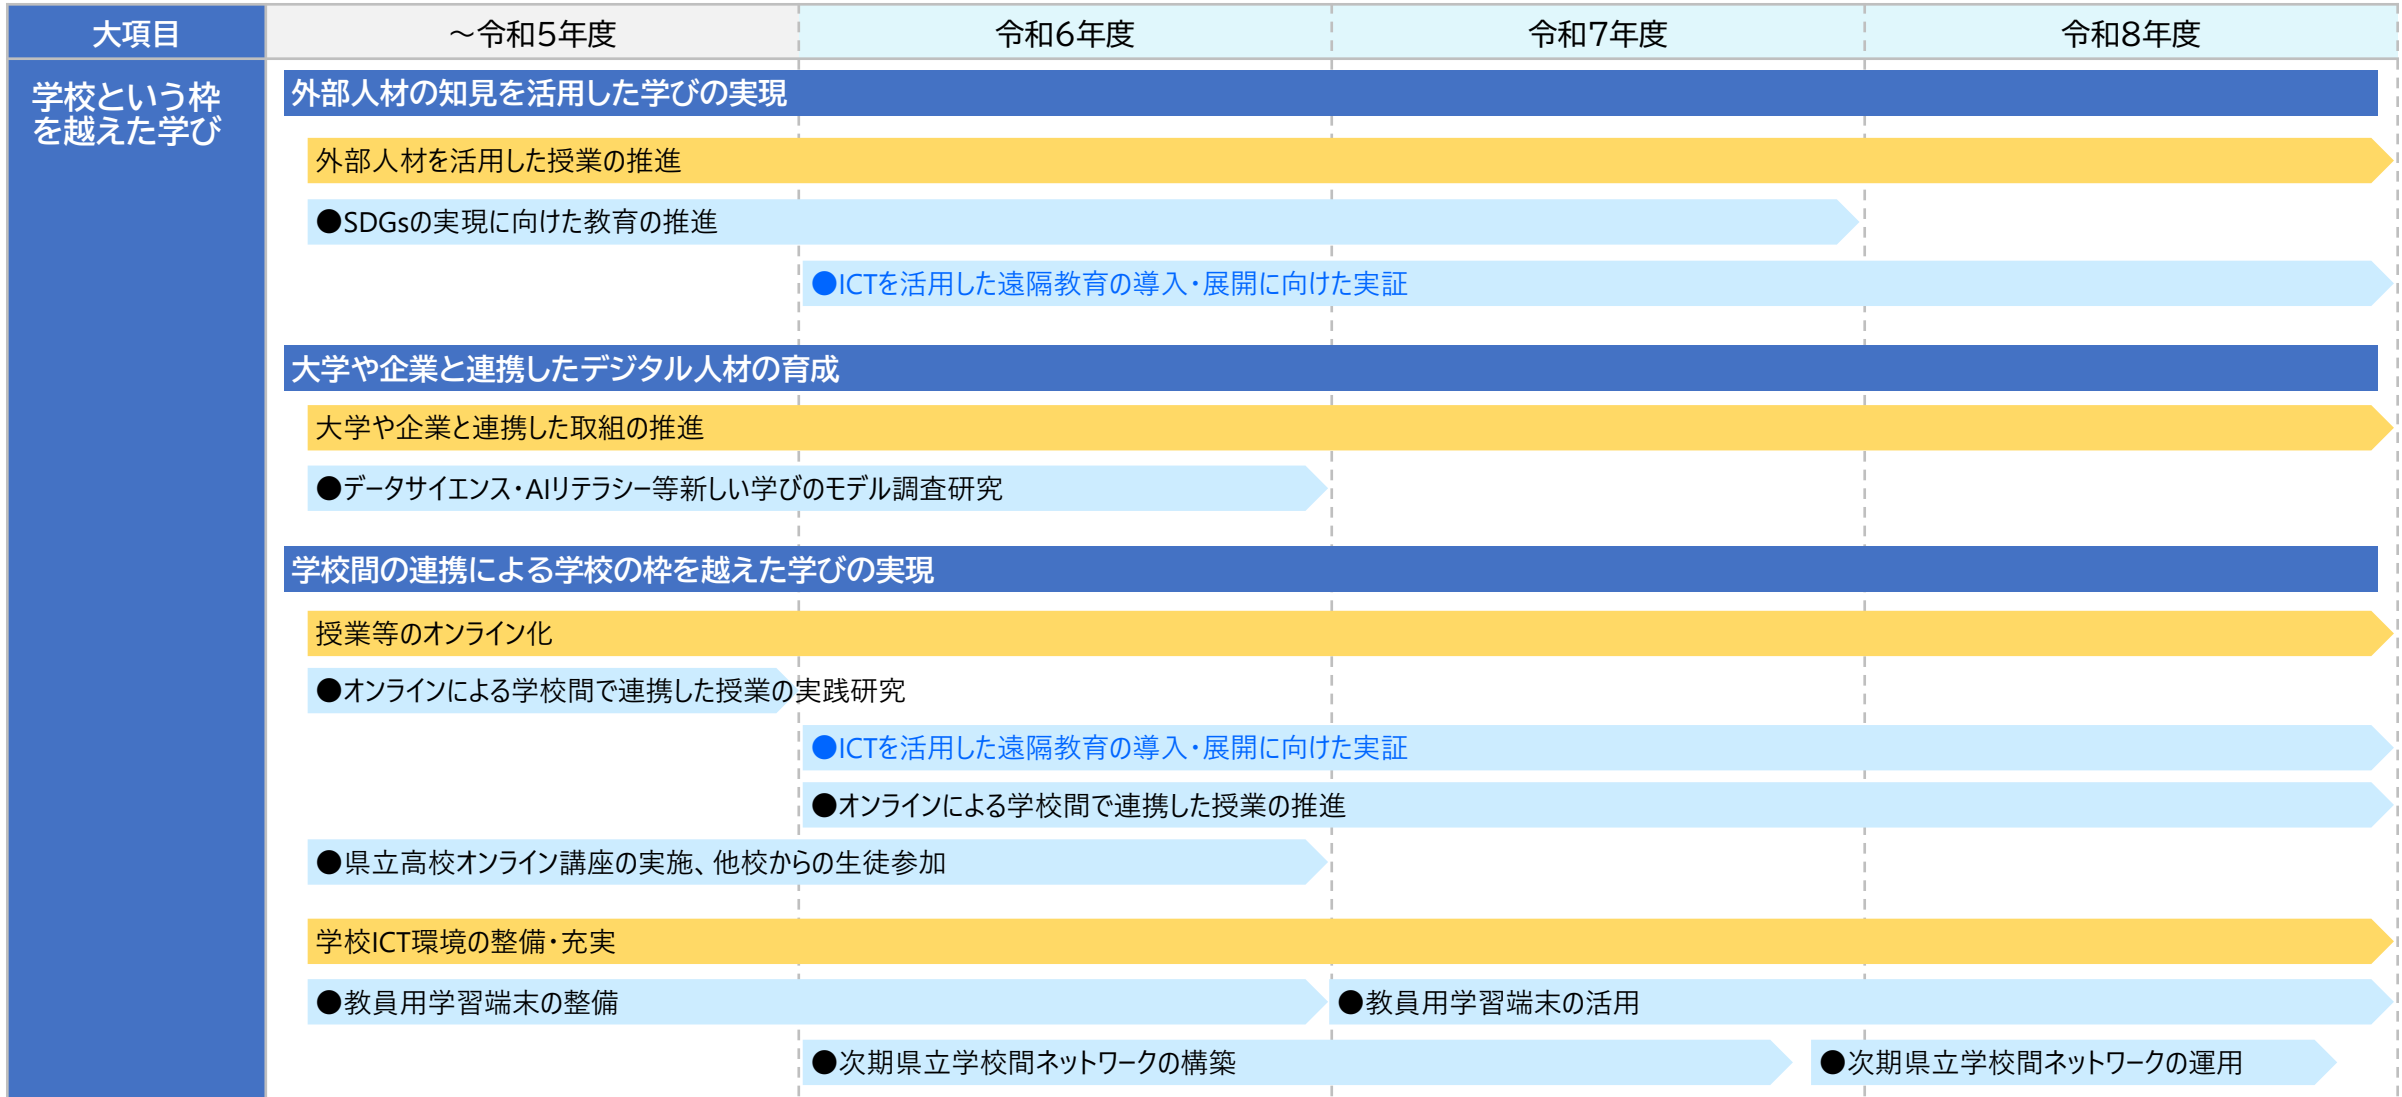 大項目
～令和5年度
令和6年度
令和7年度
令和8年度
学校という枠
を越えた学び
外部人材の知見を活用した学びの実現
外部人材を活用した授業の推進
●SDGsの実現に向けた教育の推進
●ICTを活用した遠隔教育の導入・展開に向けた実証
大学や企業と連携したデジタル人材の育成
大学や企業と連携した取組の推進
●データサイエンス・AIリテラシー等新しい学びのモデル調査研究
学校間の連携による学校の枠を越えた学びの実現
授業等のオンライン化
●オンラインによる学校間で連携した授業の実践研究
●ICTを活用した遠隔教育の導入・展開に向けた実証
●オンラインによる学校間で連携した授業の推進
●県立高校オンライン講座の実施、他校からの生徒参加
学校ICT環境の整備・充実
●教員用学習端末の整備
●教員用学習端末の活用
●次期県立学校間ネットワークの構築
●次期県立学校間ネットワークの運用